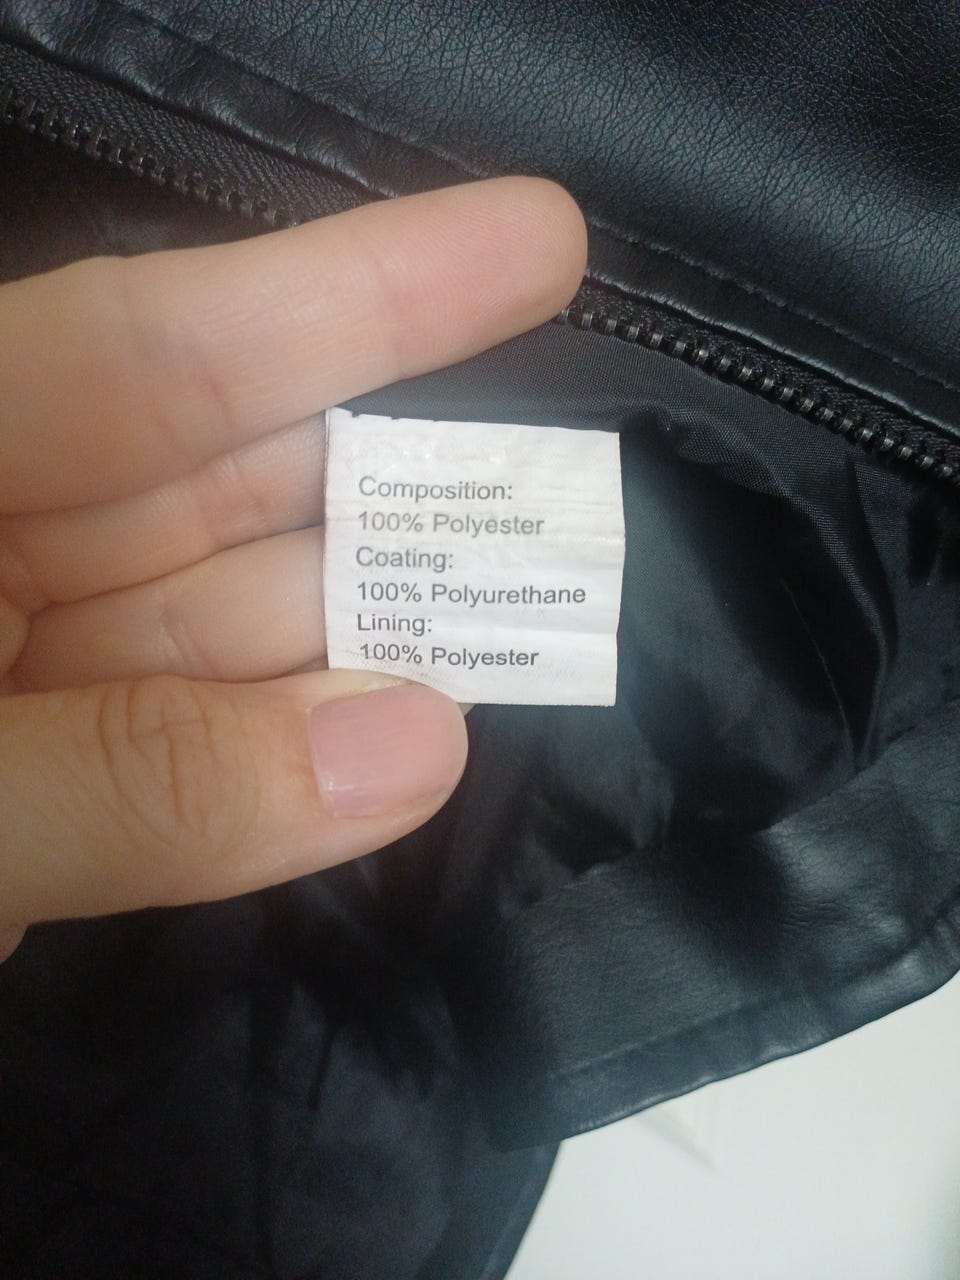 Composition:
100% Polyester
Coating:
100% Polyurethane
Lining:
100% Polyester